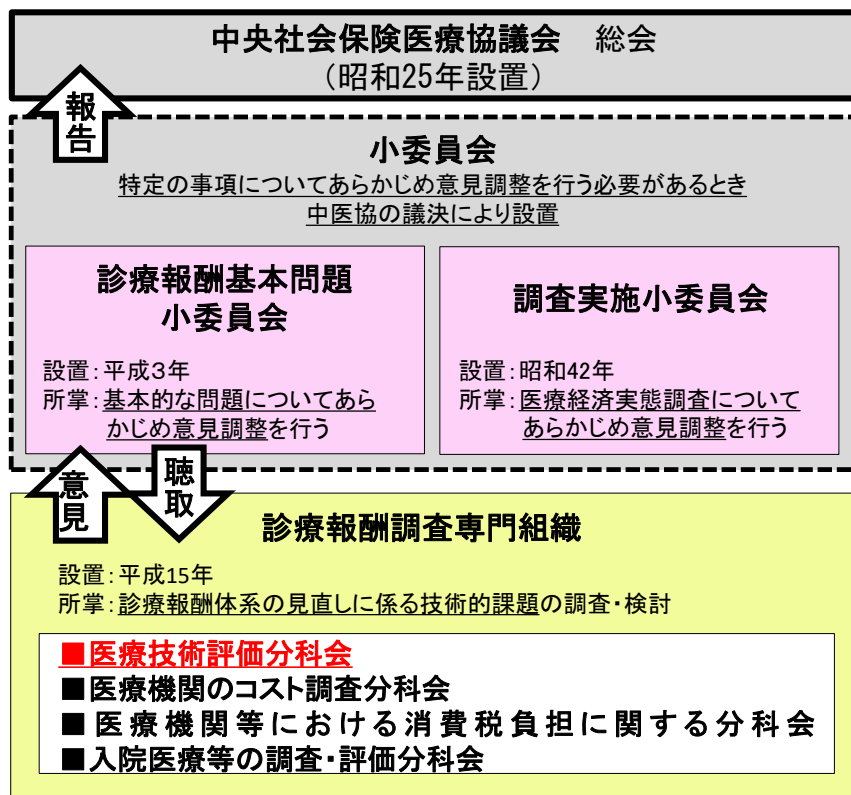 中央社会保険医療協議会　総会
（昭和25年設置）
報告
小委員会
特定の事項についてあらかじめ意見調整を行う必要があるとき
中医協の議決により設置
診療報酬基本問題
小委員会
設置：平成３年
所掌：基本的な問題についてあら
かじめ意見調整を行う
調査実施小委員会
設置：昭和42年
所掌：医療経済実態調査について
あらかじめ意見調整を行う
意見
聴取
診療報酬調査専門組織
設置：平成15年
所掌：診療報酬体系の見直しに係る技術的課題の調査・検討
■医療技術評価分科会
■医療機関のコスト調査分科会
■医療機関等における消費税負担に関する分科会
■入院医療等の調査・評価分科会